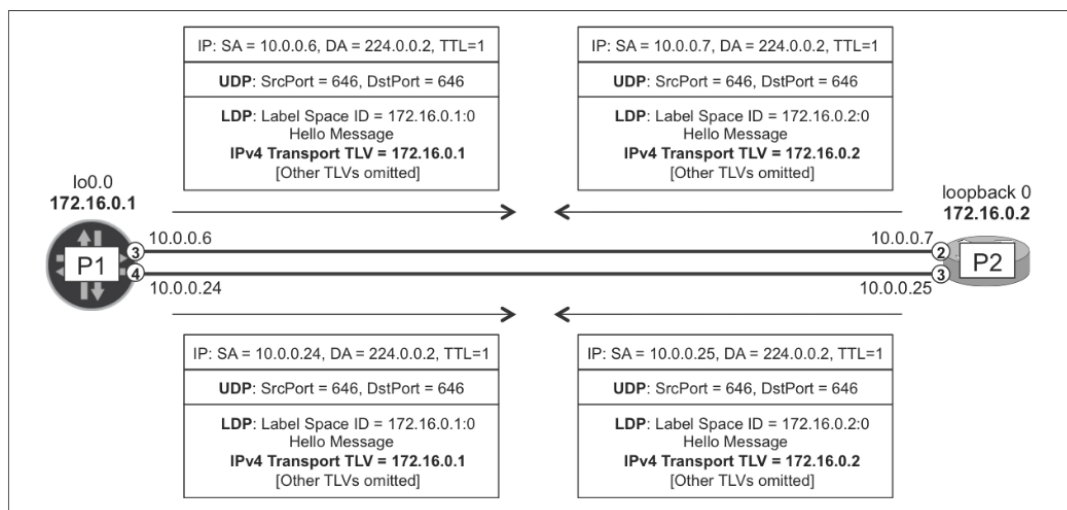 IP: SA = 10.0.0.6, DA = 224.0.0.2, TTL=1
UDP: SrcPort = 646, DstPort = 646
LDP: Label Space ID = 172.16.0.1:0
Hello Message
IPv4 Transport TLV = 172.16.0.1
[Other TLVs omitted]
IP: SA = 10.0.0.7, DA = 224.0.0.2, TTL=1
UDP: SrcPort = 646, DstPort = 646
LDP: Label Space ID = 172.16.0.2:0
Hello Message
IPv4 Transport TLV = 172.16.0.2
[Other TLVs omitted]
lo0.0
172.16.0.1
loopback 0
172.16.0.2
P1
3
10.0.0.6
10.0.0.7
2
4
10.0.0.24
10.0.0.25
3
P2
IP: SA = 10.0.0.24, DA = 224.0.0.2, TTL=1
UDP: SrcPort = 646, DstPort = 646
LDP: Label Space ID = 172.16.0.1:0
Hello Message
IPv4 Transport TLV = 172.16.0.1
[Other TLVs omitted]
IP: SA = 10.0.0.25, DA = 224.0.0.2, TTL=1
UDP: SrcPort = 646, DstPort = 646
LDP: Label Space ID = 172.16.0.2:0
Hello Message
IPv4 Transport TLV = 172.16.0.2
[Other TLVs omitted]